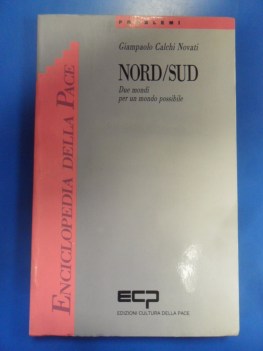 PROBLEMI
Giampaolo Calchi Novati
NORD/SUD
Due mondi
per un mondo possibile
ENCICLOPEDIA DELLA PACE
ECP
EDIZIONI CULTURA DELLA PACE